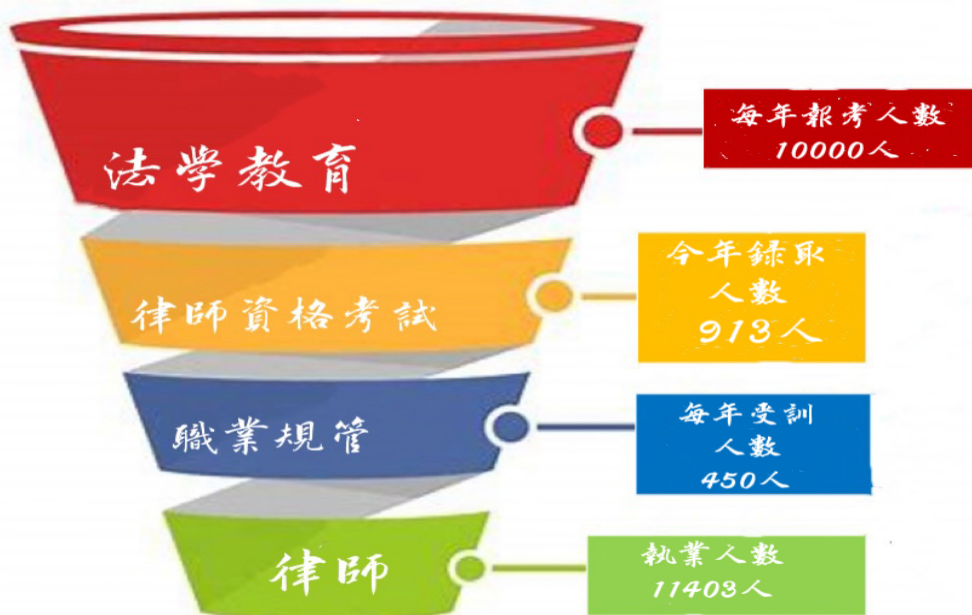 法學教育
每年報考人數
10000人
律師資格考試
今年錄取
人數
913人
職業規管
每年受訓
人數
450人
律師
執業人數
11403人